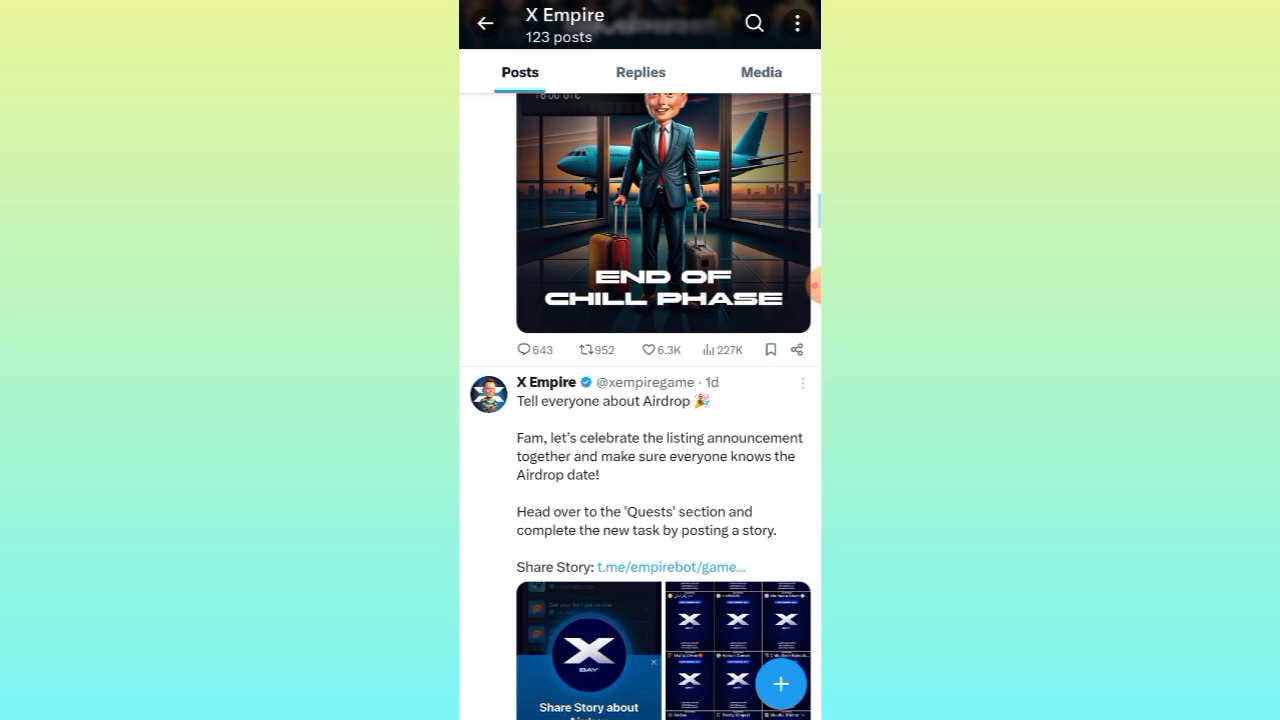 X Empire
123 posts
Posts
Replies
Media
18:00 UTC
END OF
CHILL PHASE
643
952
6.3K
227K
X Empire @xempiregame · 1d
Tell everyone about Airdrop 🎉
Fam, let's celebrate the listing announcement
together and make sure everyone knows the
Airdrop date!
Head over to the 'Quests' section and
complete the new task by posting a story.
Share Story: t.me/empirebot/game...
X
DAY
Share Story about